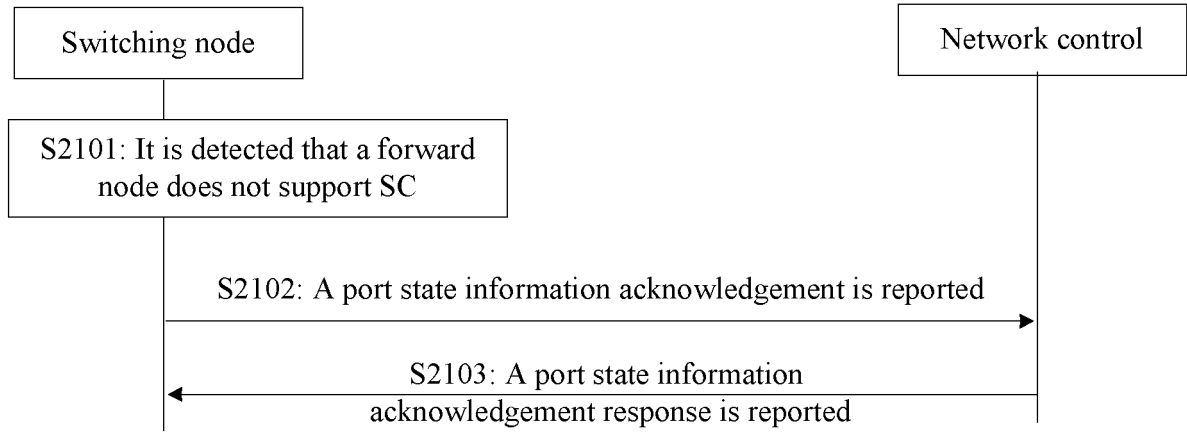 Switching node
Network control
S2101: It is detected that a forward
node does not support SC
S2102: A port state information acknowledgement is reported
S2103: A port state information
acknowledgement response is reported